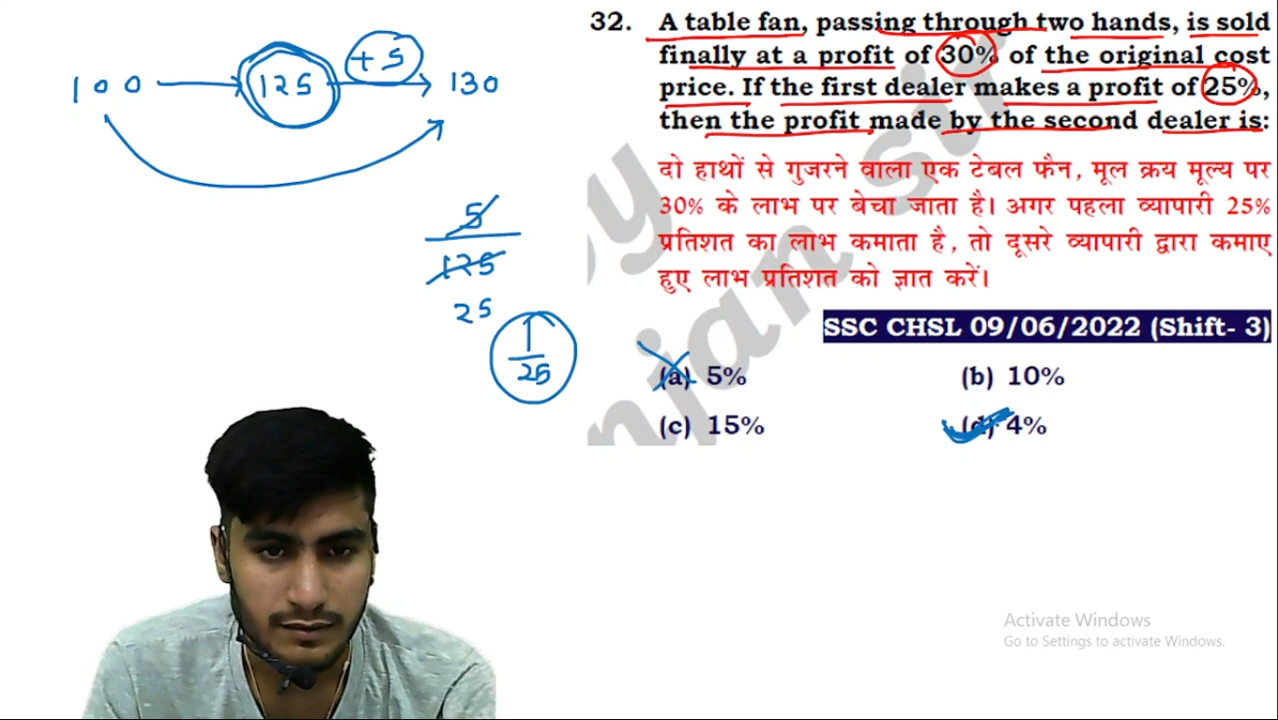 100 → 125 +5 → 130
5
125
25
1
25
32. A table fan, passing through two hands, is sold
finally at a profit of 30% of the original cost
price. If the first dealer makes a profit of 25%,
then the profit made by the second dealer is:
दो हाथों से गुजरने वाला एक टेबल फैन, मूल क्रय मूल्य पर
30% के लाभ पर बेचा जाता है। अगर पहला व्यापारी 25%
प्रतिशत का लाभ कमाता है, तो दूसरे व्यापारी द्वारा कमाए
हुए लाभ प्रतिशत को ज्ञात करें।
SSC CHSL 09/06/2022 (Shift- 3)
(a) 5% (b) 10%
(c) 15% (d) 4%
Activate Windows
Go to Settings to activate Windows.